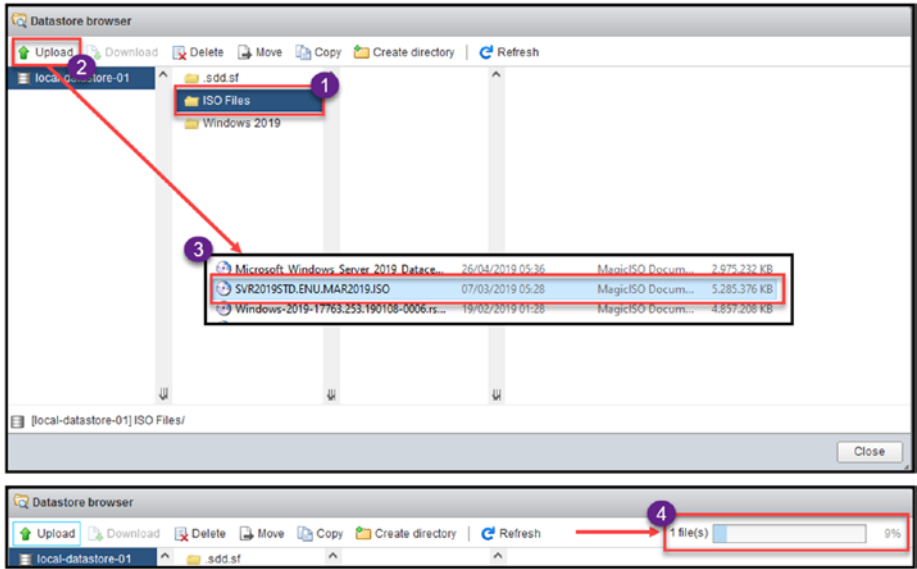 Datastore browser
Upload Download Delete Move Copy Create directory Refresh
2
local-datastore-01 .sdd.sf
1
ISO Files
Windows 2019
3
Microsoft Windows Server 2019 Datace... 26/04/2019 05:36 MagicISO Docum... 2.975.232 KB
SVR2019STD.ENU.MAR2019.ISO 07/03/2019 05:28 MagicISO Docum... 5.285.376 KB
Windows-2019-17763.253.190108-0006.rs... 19/02/2019 01:28 MagicISO Docum... 4.857.208 KB
[local-datastore-01] ISO Files/
Close
Datastore browser
4
Upload Download Delete Move Copy Create directory Refresh 1 file(s) 9%
local-datastore-01 .sdd.sf